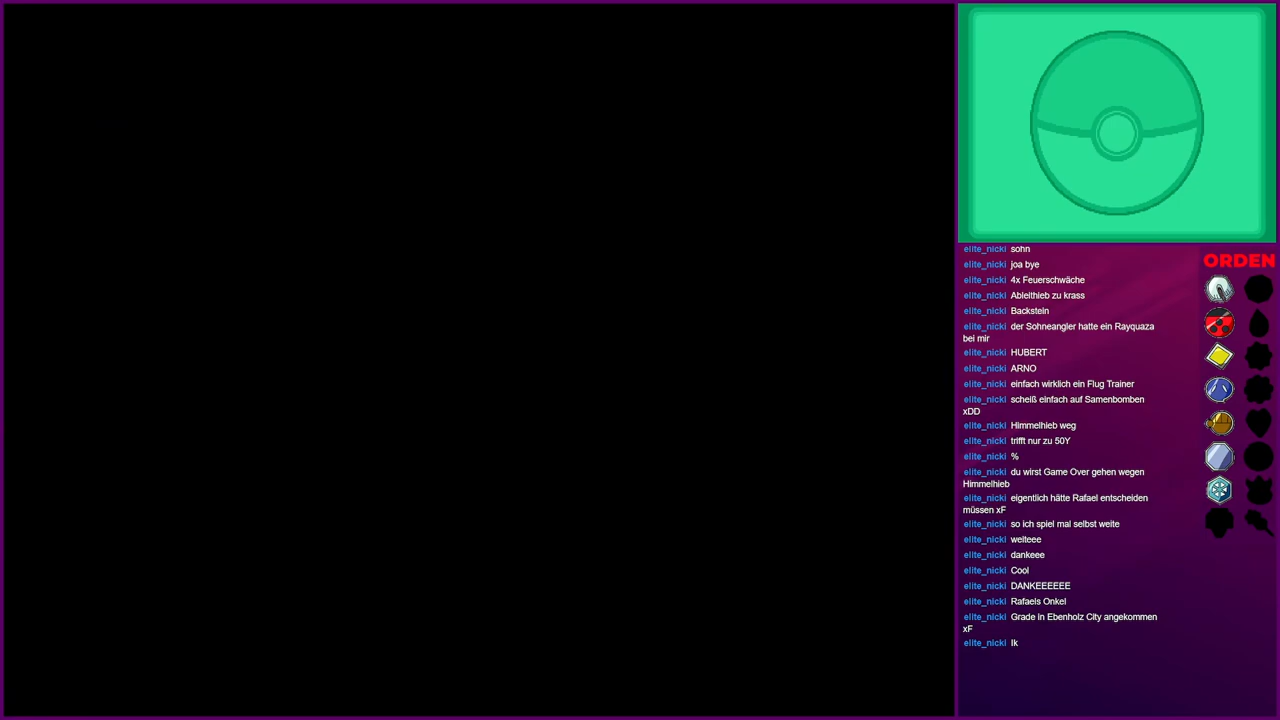 elite_nicki sohn
ORDEN
elite_nicki joa bye
elite_nicki 4x Feuerschwäche
elite_nicki Ableithieb zu krass
elite_nicki Backstein
elite_nicki der Sohneangler hatte ein Rayquaza
bei mir
elite_nicki HUBERT
elite_nicki ARNO
elite_nicki einfach wirklich ein Flug Trainer
elite_nicki scheiß einfach auf Samenbomben
xDD
elite_nicki Himmelhieb weg
elite_nicki trifft nur zu 50Y
elite_nicki %
elite_nicki du wirst Game Over gehen wegen
Himmelhieb
elite_nicki eigentlich hätte Rafael entscheiden
müssen xF
elite_nicki so ich spiel mal selbst weite
elite_nicki welteee
elite_nicki dankeee
elite_nicki Cool
elite_nicki DANKEEEEEE
elite_nicki Rafaels Onkel
elite_nicki Grade in Ebenholz City angekommen
xF
elite_nicki lk